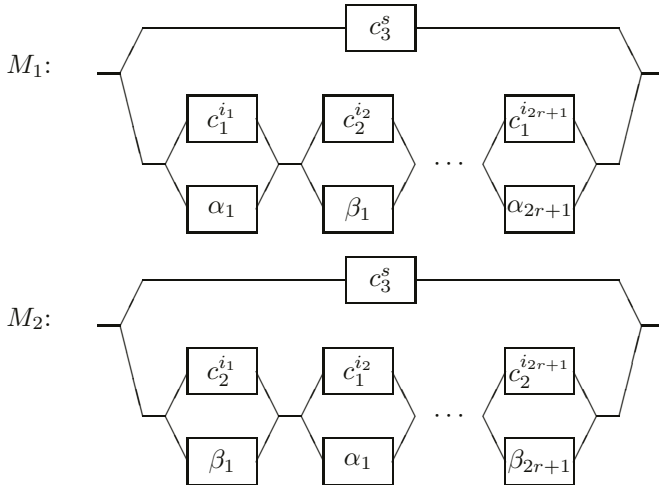 c_3^s
M_1:
c_1^{i_1} c_2^{i_2} c_1^{i_{2r+1}}
⋯
α_1 β_1 α_{2r+1}
c_3^s
M_2:
c_2^{i_1} c_1^{i_2} c_2^{i_{2r+1}}
⋯
β_1 α_1 β_{2r+1}